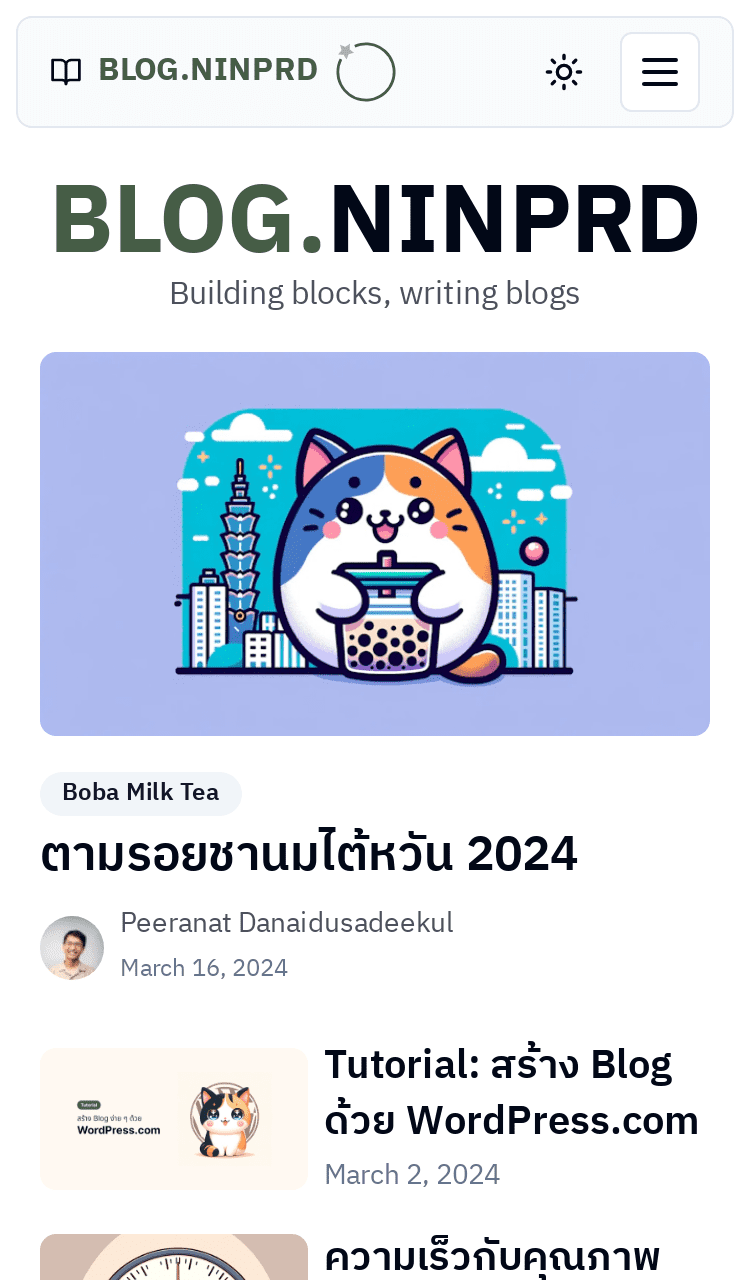 BLOG.NINPRD
BLOG.NINPRD
Building blocks, writing blogs
Boba Milk Tea
ตามรอยชานมไต้หวัน 2024
Peeranat Danaidusadeekul
March 16, 2024
Tutorial
สร้าง Blog ง่าย ๆ ด้วย
WordPress.com
Tutorial: สร้าง Blog
ด้วย WordPress.com
March 2, 2024
ความเร็วกับคุณภาพ